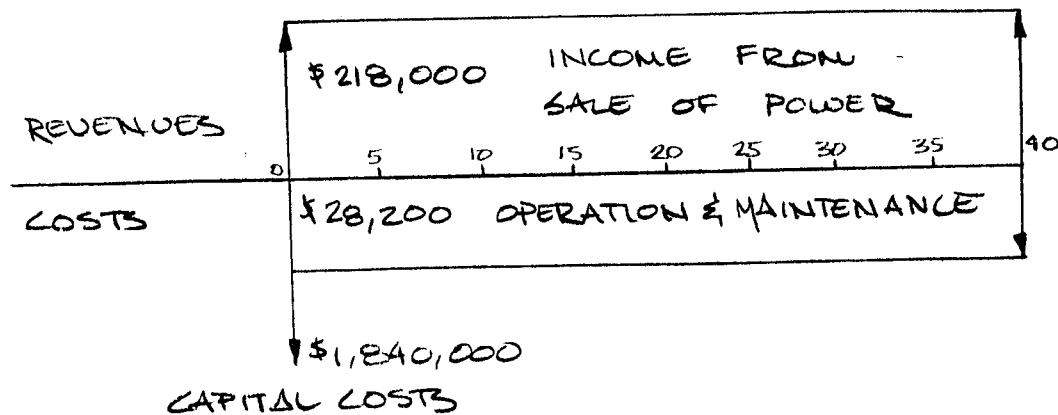 $218,000 INCOME FROM
SALE OF POWER
REVENUES
0 5 10 15 20 25 30 35 40
COSTS
$28,200 OPERATION & MAINTENANCE
$1,840,000
CAPITAL COSTS